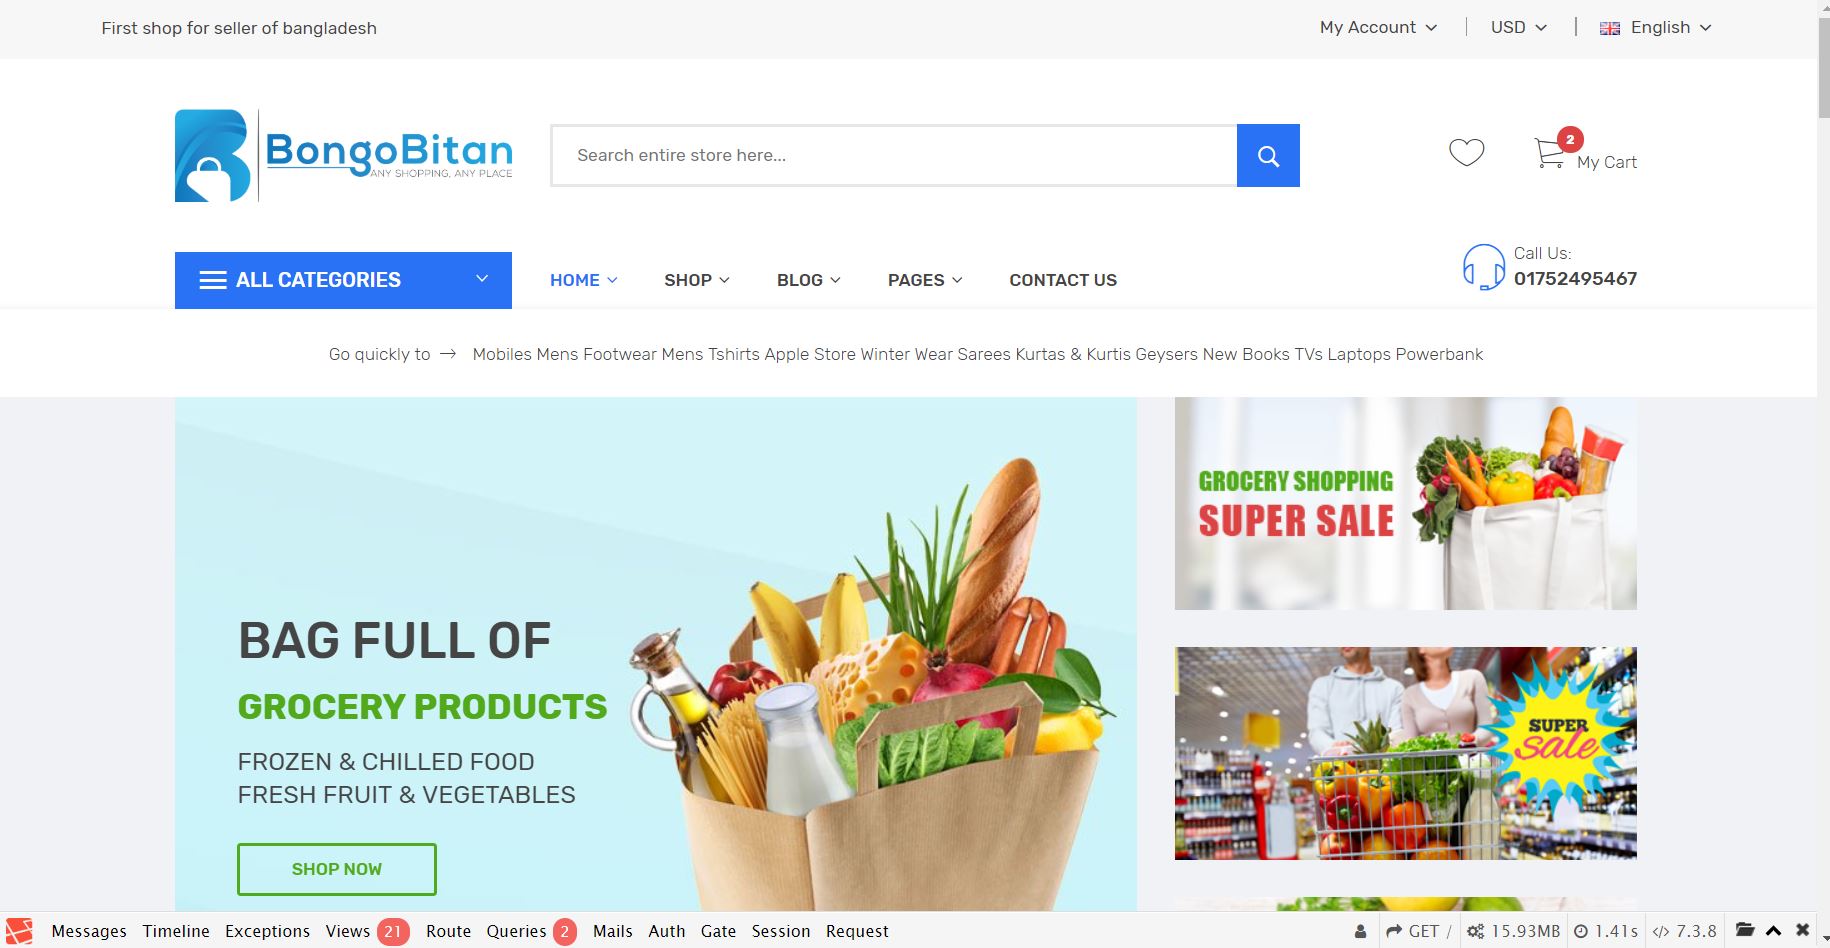 First shop for seller of bangladesh
My Account
USD
English
BongoBitan
ANY SHOPPING, ANY PLACE
Search entire store here...
2
My Cart
ALL CATEGORIES
HOME
SHOP
BLOG
PAGES
CONTACT US
Call Us:
01752495467
Go quickly to → Mobiles Mens Footwear Mens Tshirts Apple Store Winter Wear Sarees Kurtas & Kurtis Geysers New Books TVs Laptops Powerbank
BAG FULL OF
GROCERY PRODUCTS
FROZEN & CHILLED FOOD
FRESH FRUIT & VEGETABLES
SHOP NOW
GROCERY SHOPPING
SUPER SALE
SUPER
Sale
Messages Timeline Exceptions Views 21 Route Queries 2 Mails Auth Gate Session Request GET / 15.93MB 1.41s </> 7.3.8